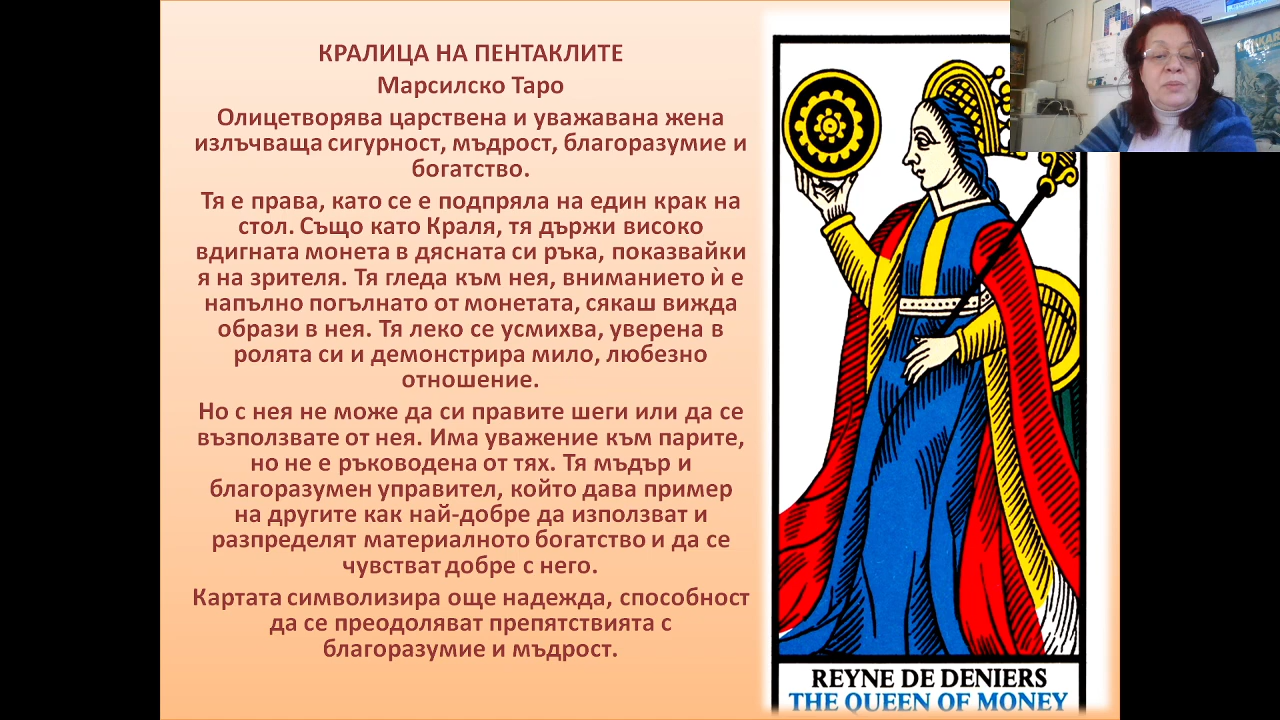 КРАЛИЦА НА ПЕНТАКЛИТЕ
Марсилско Таро
Олицетворява царствена и уважавана жена
излъчваща сигурност, мъдрост, благоразумие и
богатство.
Тя е права, като се е подпряла на един крак на
стол. Също като Краля, тя държи високо
вдигната монета в дясната си ръка, показвайки
я на зрителя. Тя гледа към нея, вниманието ѝ е
напълно погълнато от монетата, сякаш вижда
образи в нея. Тя леко се усмихва, уверена в
ролята си и демонстрира мило, любезно
отношение.
Но с нея не може да си правите шеги или да се
възползвате от нея. Има уважение към парите,
но не е ръководена от тях. Тя мъдър и
благоразумен управител, който дава пример
на другите как най-добре да използват и
разпределят материалното богатство и да се
чувстват добре с него.
Картата символизира още надежда, способност
да се преодоляват препятствията с
благоразумие и мъдрост.
REYNE DE DENIERS
THE QUEEN OF MONEY